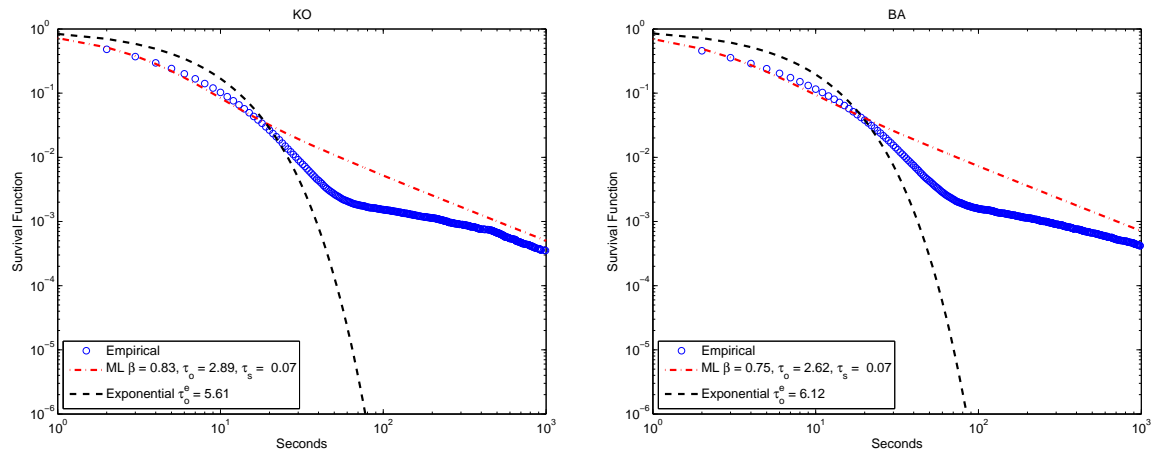 KO
Survival Function
10^0
10^-1
10^-2
10^-3
10^-4
10^-5
10^-6
Empirical
ML β = 0.83, τ_o = 2.89, τ_s = 0.07
Exponential τ_o^e = 5.61
10^0 10^1 10^2 10^3
Seconds
BA
Survival Function
10^0
10^-1
10^-2
10^-3
10^-4
10^-5
10^-6
Empirical
ML β = 0.75, τ_o = 2.62, τ_s = 0.07
Exponential τ_o^e = 6.12
10^0 10^1 10^2 10^3
Seconds